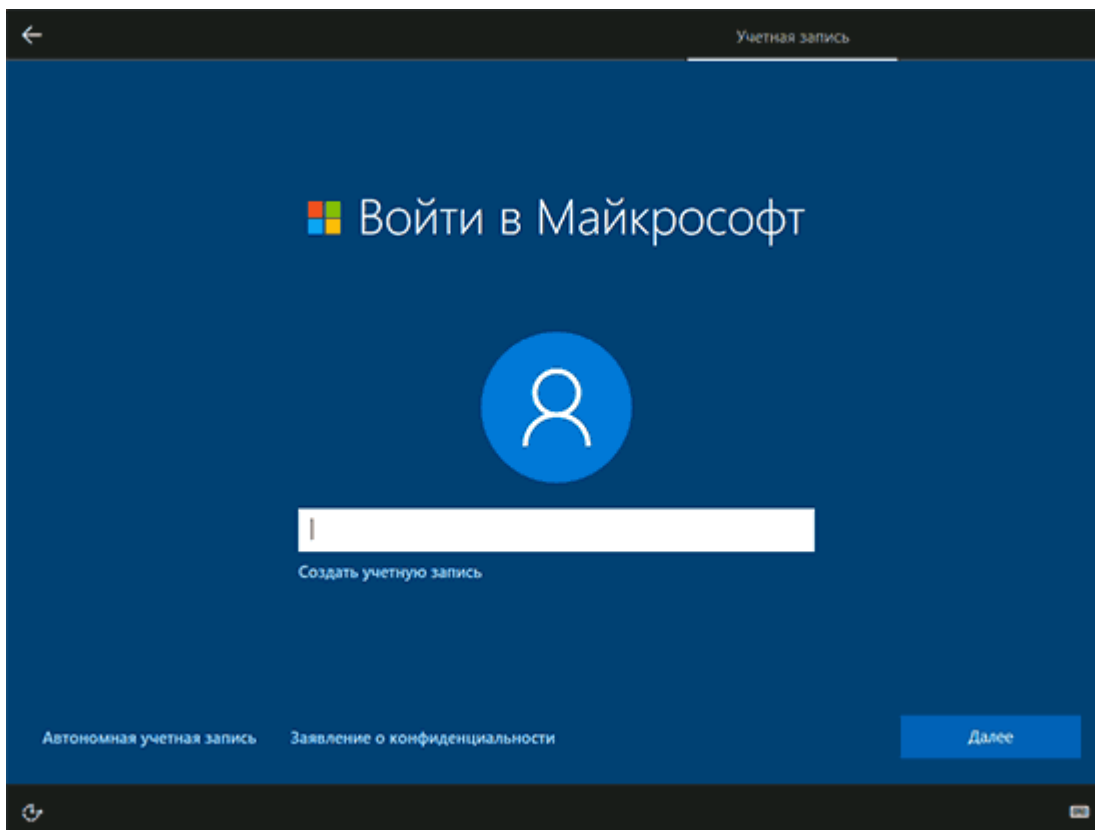 Учетная запись
Войти в Майкрософт
Создать учетную запись
Автономная учетная запись Заявление о конфиденциальности Далее